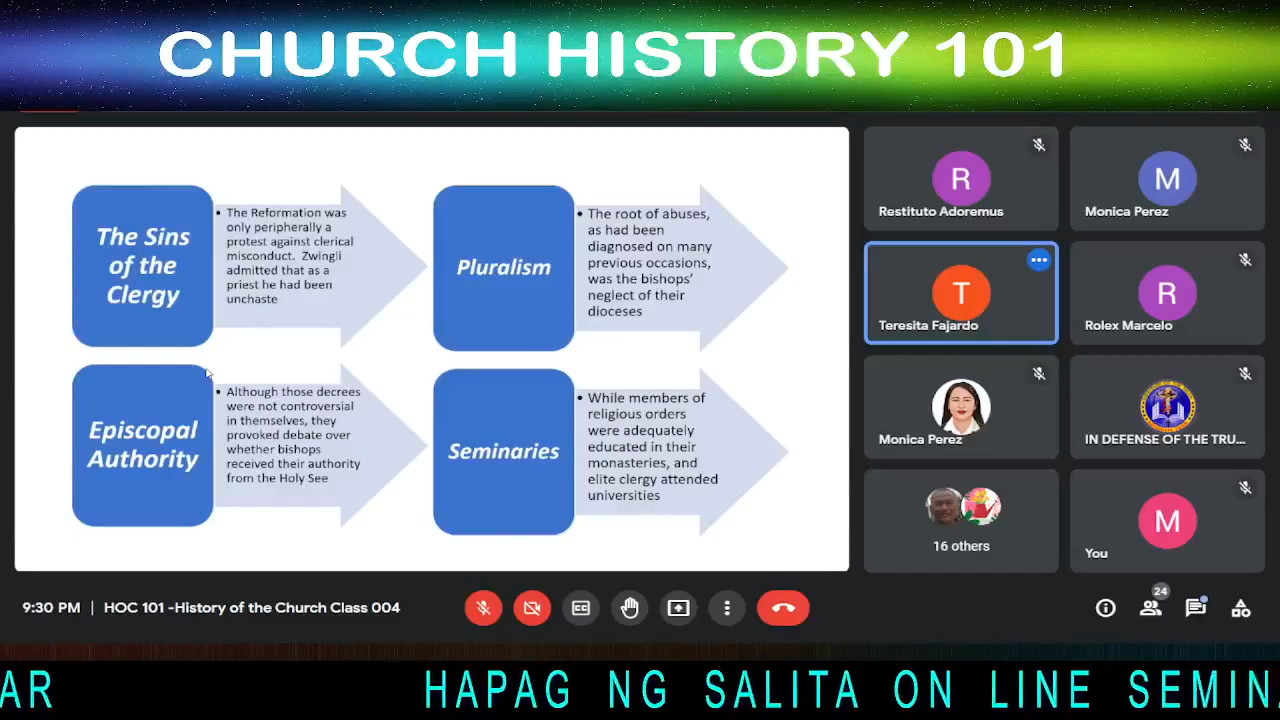 CHURCH HISTORY 101
The Sins
of the
Clergy
• The Reformation was
only peripherally a
protest against clerical
misconduct. Zwingli
admitted that as a
priest he had been
unchaste
Pluralism
• The root of abuses,
as had been
diagnosed on many
previous occasions,
was the bishops’
neglect of their
dioceses
Episcopal
Authority
• Although those decrees
were not controversial
in themselves, they
provoked debate over
whether bishops
received their authority
from the Holy See
Seminaries
• While members of
religious orders
were adequately
educated in their
monasteries, and
elite clergy attended
universities
R
Restituto Adoremus
M
Monica Perez
T
Teresita Fajardo
R
Rolex Marcelo
Monica Perez
IN DEFENSE OF THE TRU...
16 others
M
You
9:30 PM | HOC 101 -History of the Church Class 004
CC
24
AR HAPAG NG SALITA ON LINE SEMIN